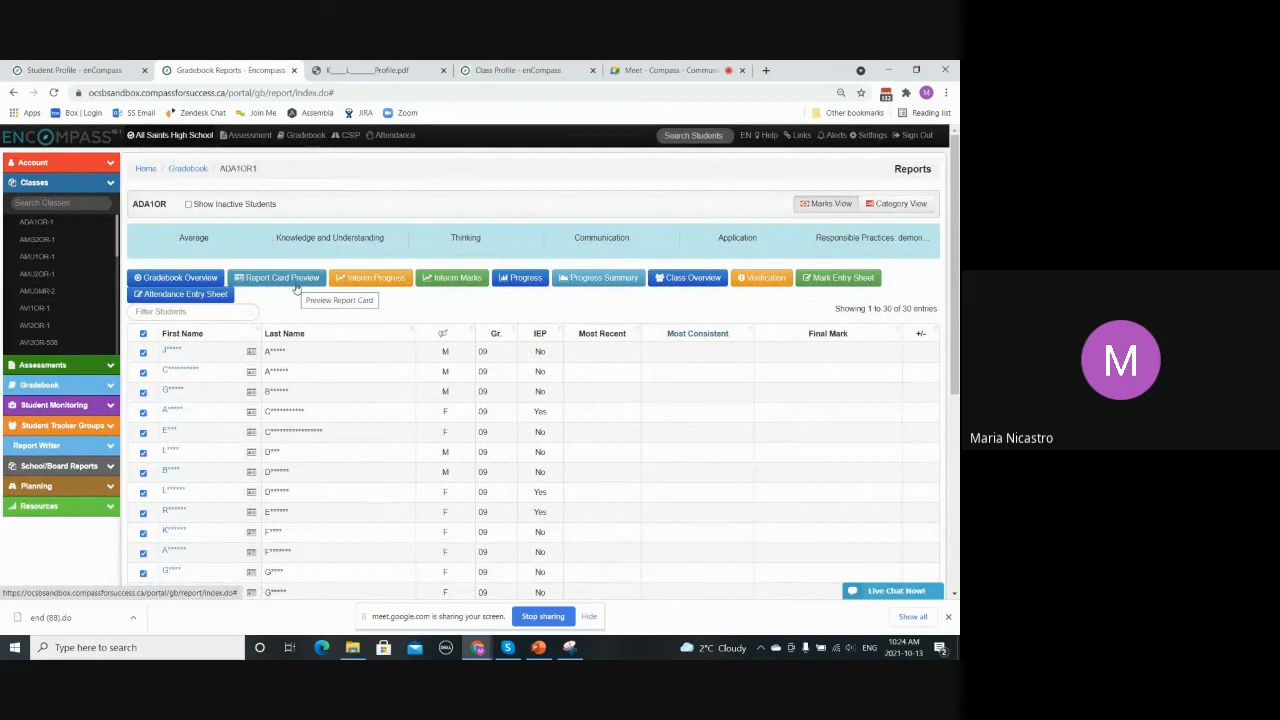 Student Profile - enCompass
Gradebook Reports - Encompass
K____L______Profile.pdf
Class Profile - enCompass
Meet - Compass - Commun
ocsbsandbox.compassforsuccess.ca/portal/gb/report/index.do#
132
M
Apps
Box | Login
SS Email
Zendesk Chat
Join Me
Assembla
JIRA
Zoom
Other bookmarks
Reading list
ENCOMPASS
All Saints High School
Assessment
Gradebook
CSIP
Attendance
Search Students
EN
Help
Links
Alerts
Settings
Sign Out
Account
Classes
Search Classes
ADA1OR-1
AMG2OR-1
AMU1OR-1
AMU2OR-1
AMU3MR-2
AVI1OR-1
AVI2OR-1
AVI2OR-508
Assessments
Gradebook
Student Monitoring
Student Tracker Groups
Report Writer
School/Board Reports
Planning
Resources
Home / Gradebook / ADA1OR1
Reports
ADA1OR
Show Inactive Students
Marks View
Category View
Average
Knowledge and Understanding
Thinking
Communication
Application
Responsible Practices: demon...
Gradebook Overview
Report Card Preview
Interim Progress
Interim Marks
Progress
Progress Summary
Class Overview
Verification
Mark Entry Sheet
Attendance Entry Sheet
Preview Report Card
Filter Students
Showing 1 to 30 of 30 entries
First Name Last Name Gr. IEP Most Recent Most Consistent Final Mark +/-
J***** A***** M 09 No
C********** A****** M 09 No
G***** B****** M 09 No
A***** C*********** F 09 Yes
E*** C**************** F 09 No
L**** D*** M 09 No
B**** D****** M 09 No
L****** D****** F 09 Yes
R****** E****** F 09 Yes
K****** F**** F 09 No
A****** F******* F 09 No
G**** G**** F 09 No
G***** F 09 No
https://ocsbsandbox.compassforsuccess.ca/portal/gb/report/index.do#
Live Chat Now!
end (88).do
meet.google.com is sharing your screen.
Stop sharing
Hide
Show all
Type here to search
DELL
2°C Cloudy
ENG
10:24 AM
2021-10-13
2
M
Maria Nicastro